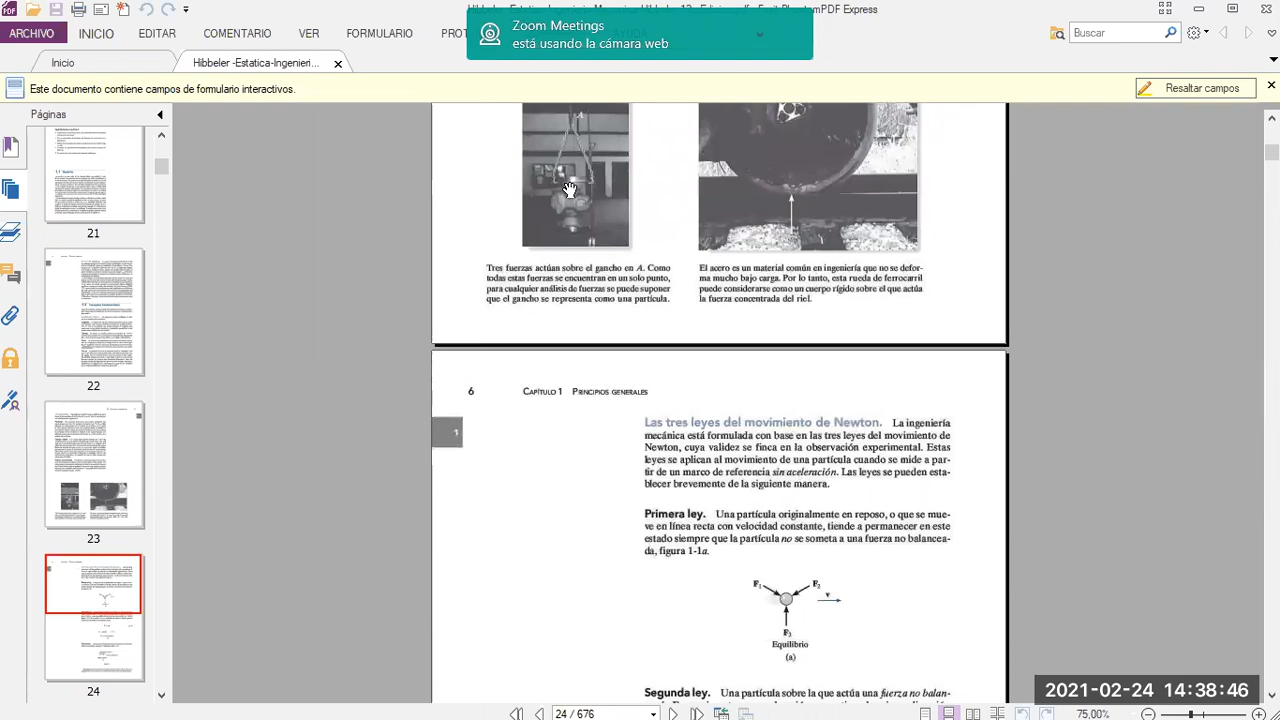 Zoom Meetings
está usando la cámara web
ARCHIVO INICIO EDITAR COMENTARIO VER FORMULARIO
Buscar
Inicio Hibbeler -Estatica-Ingenieri...
Este documento contiene campos de formulario interactivos.
Resaltar campos
Páginas
21
22
23
24
A
Tres fuerzas actúan sobre el gancho en A. Como
todas estas fuerzas se encuentran en un solo punto,
para cualquier análisis de fuerzas se puede suponer
que el gancho se representa como una partícula.
El acero es un material común en ingeniería que no se defor-
ma mucho bajo carga. Por lo tanto, esta rueda de ferrocarril
puede considerarse como un cuerpo rígido sobre el que actúa
la fuerza concentrada del riel.
6 CAPÍTULO 1 PRINCIPIOS GENERALES
1
Las tres leyes del movimiento de Newton. La ingeniería
mecánica está formulada con base en las tres leyes del movimiento de
Newton, cuya validez se finca en la observación experimental. Estas
leyes se aplican al movimiento de una partícula cuando se mide a par-
tir de un marco de referencia sin aceleración. Las leyes se pueden esta-
blecer brevemente de la siguiente manera.
Primera ley. Una partícula originalmente en reposo, o que se mue-
ve en línea recta con velocidad constante, tiende a permanecer en este
estado siempre que la partícula no se someta a una fuerza no balancea-
da, figura 1-1a.
F1 F2
v
F3
Equilibrio
(a)
Segunda ley. Una partícula sobre la que actúa una fuerza no balan-
2021-02-24 14:38:46
24 / 676
75,00%